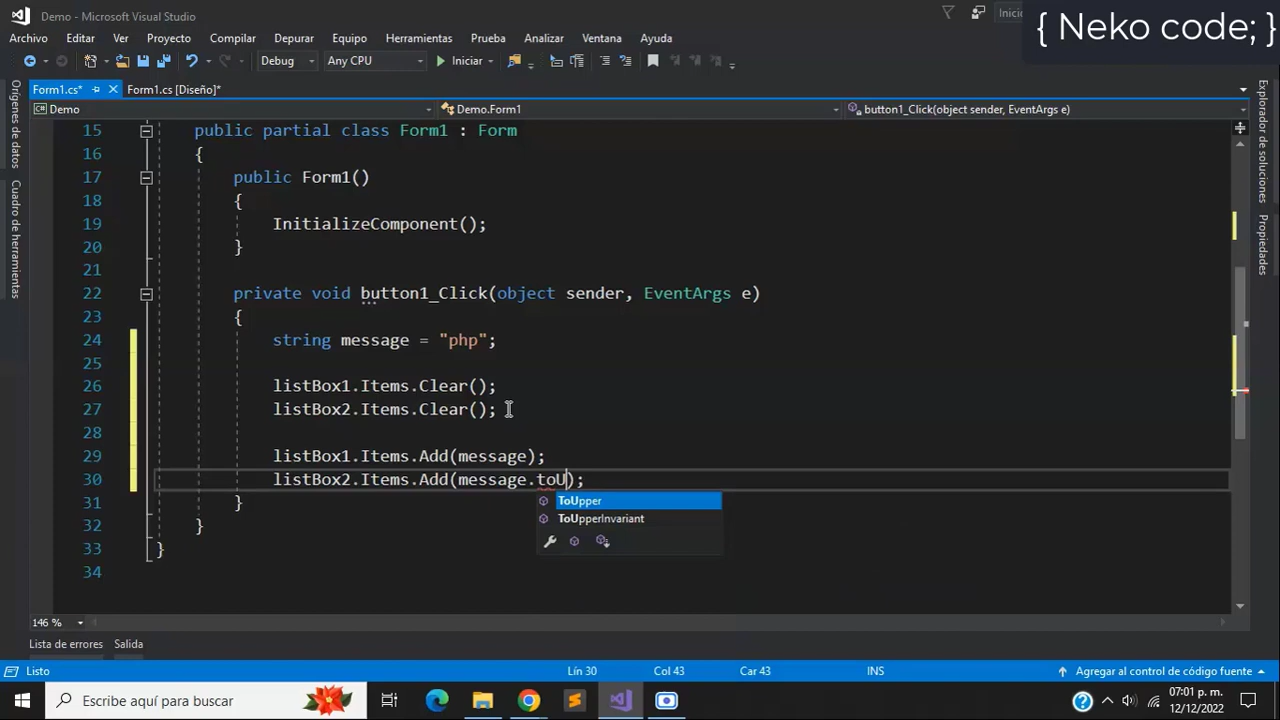 Demo - Microsoft Visual Studio
Inicio
{ Neko code; }
Archivo Editar Ver Proyecto Compilar Depurar Equipo Herramientas Prueba Analizar Ventana Ayuda
Debug Any CPU Iniciar
Form1.cs* Form1.cs [Diseño]*
Demo Demo.Form1 button1_Click(object sender, EventArgs e)
Orígenes de datos
Cuadro de herramientas
15 public partial class Form1 : Form
16 {
17 public Form1()
18 {
19 InitializeComponent();
20 }
21
22 private void button1_Click(object sender, EventArgs e)
23 {
24 string message = "php";
25
26 listBox1.Items.Clear();
27 listBox2.Items.Clear();
28
29 listBox1.Items.Add(message);
30 listBox2.Items.Add(message.toU);
ToUpper
31 }
ToUpperInvariant
32 }
33 }
34
Explorador de soluciones
Propiedades
146 %
Lista de errores Salida
Listo Lín 30 Col 43 Car 43 INS Agregar al control de código fuente
Escribe aquí para buscar
07:01 p. m.
12/12/2022